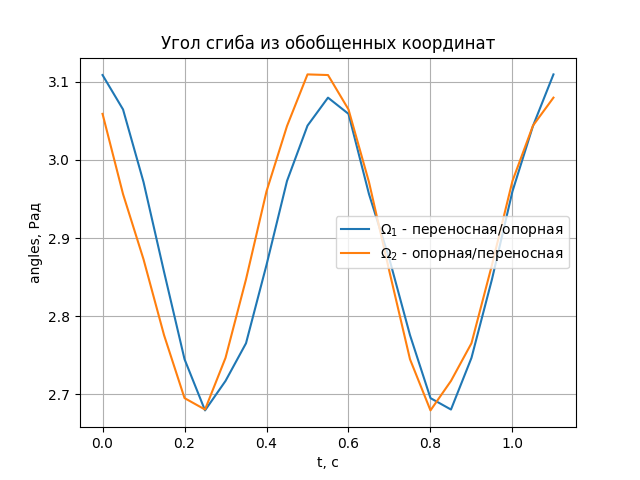 Угол сгиба из обобщенных координат
angles, Рад
3.1
3.0
2.9
2.8
2.7
Ω₁ - переносная/опорная
Ω₂ - опорная/переносная
0.0 0.2 0.4 0.6 0.8 1.0
t, с